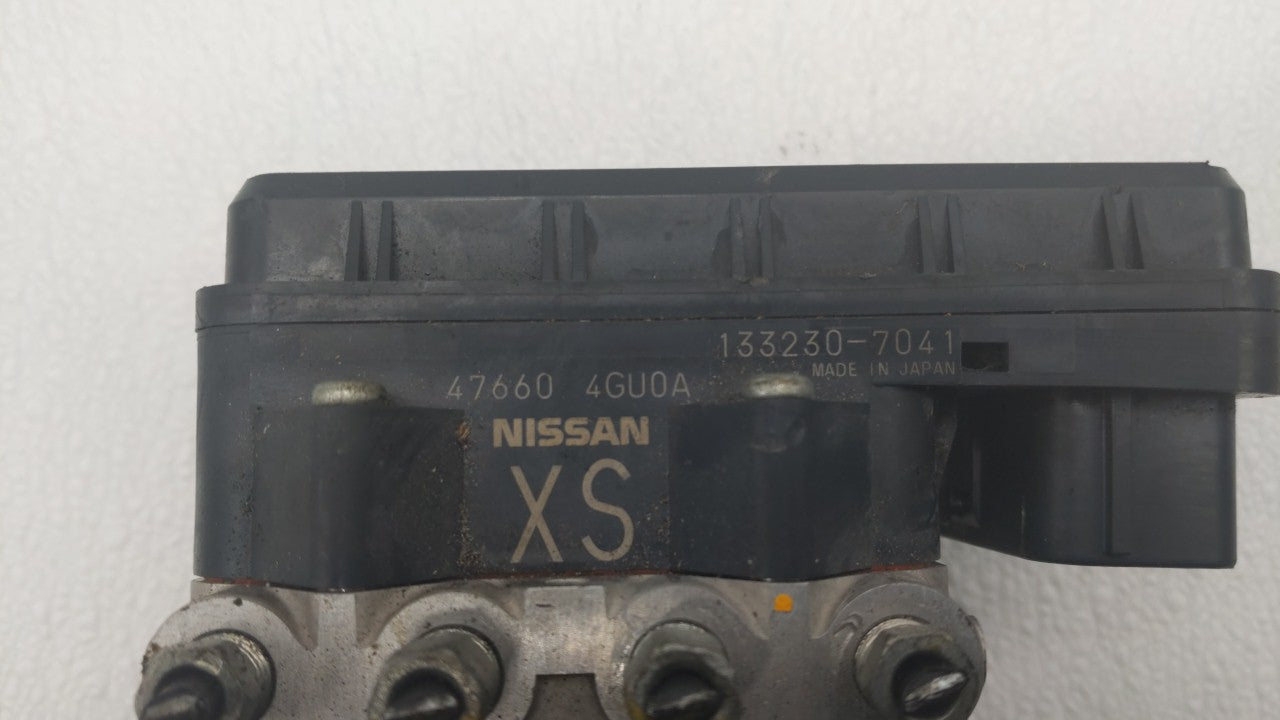 133230-7041
MADE IN JAPAN
47660 4GU0A
NISSAN
XS